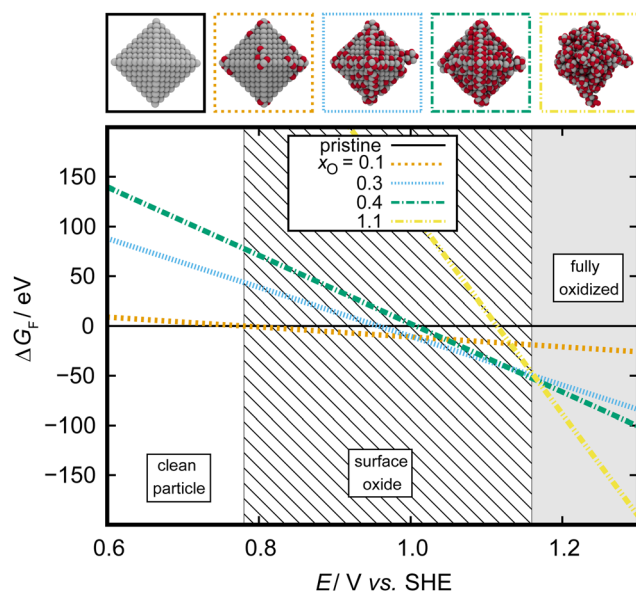 pristine
x_O = 0.1
0.3
0.4
1.1
150
100
50
0
−50
−100
−150
ΔG_F / eV
fully
oxidized
clean
particle
surface
oxide
0.6
0.8
1.0
1.2
E/ V vs. SHE